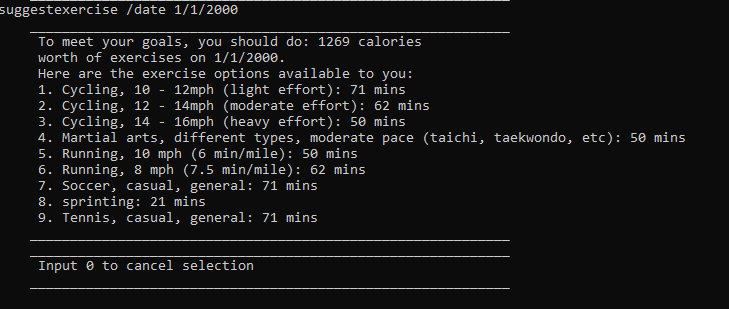 suggestexercise /date 1/1/2000
To meet your goals, you should do: 1269 calories
worth of exercises on 1/1/2000.
Here are the exercise options available to you:
1. Cycling, 10 - 12mph (light effort): 71 mins
2. Cycling, 12 - 14mph (moderate effort): 62 mins
3. Cycling, 14 - 16mph (heavy effort): 50 mins
4. Martial arts, different types, moderate pace (taichi, taekwondo, etc): 50 mins
5. Running, 10 mph (6 min/mile): 50 mins
6. Running, 8 mph (7.5 min/mile): 62 mins
7. Soccer, casual, general: 71 mins
8. sprinting: 21 mins
9. Tennis, casual, general: 71 mins
Input 0 to cancel selection